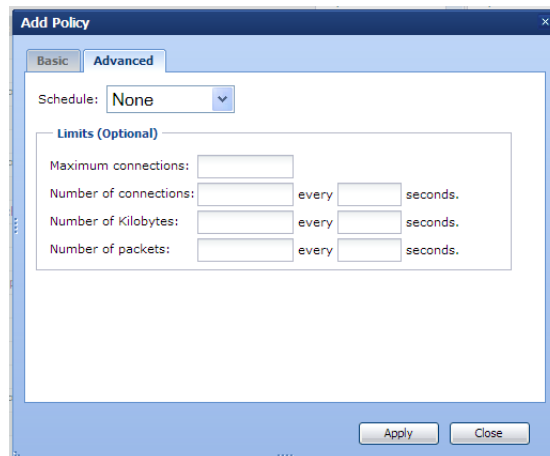 Add Policy
Basic Advanced
Schedule: None
Limits (Optional)
Maximum connections:
Number of connections: every seconds.
Number of Kilobytes: every seconds.
Number of packets: every seconds.
Apply Close